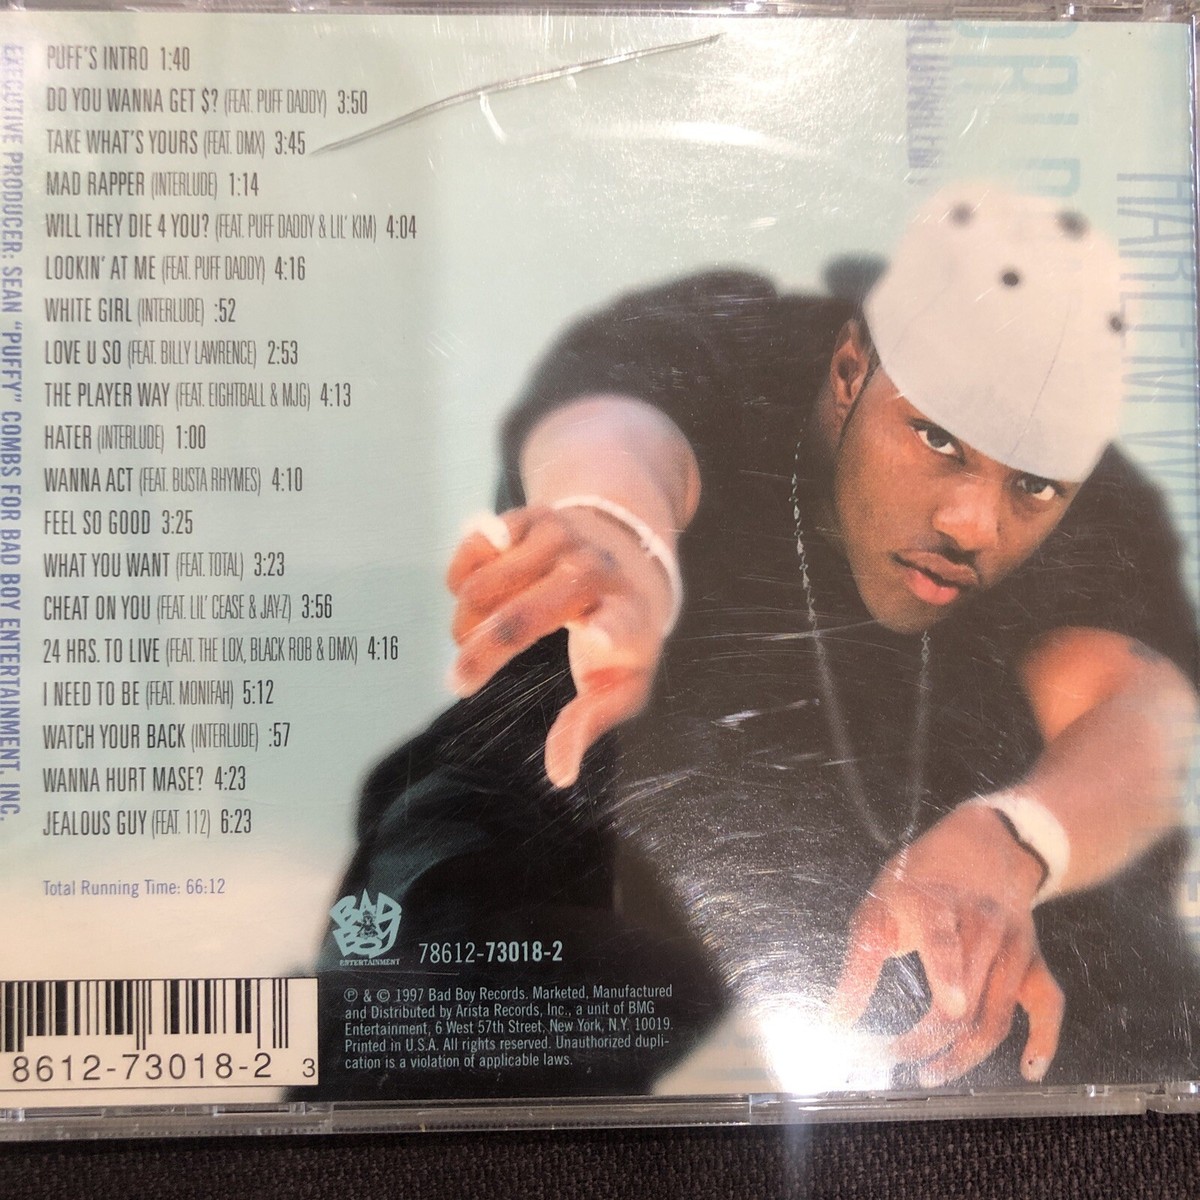 PUFF'S INTRO 1:40
DO YOU WANNA GET $? (FEAT. PUFF DADDY) 3:50
TAKE WHAT'S YOURS (FEAT. DMX) 3:45
MAD RAPPER (INTERLUDE) 1:14
WILL THEY DIE 4 YOU? (FEAT. PUFF DADDY & LIL' KIM) 4:04
LOOKIN' AT ME (FEAT. PUFF DADDY) 4:16
WHITE GIRL (INTERLUDE) :52
LOVE U SO (FEAT. BILLY LAWRENCE) 2:53
THE PLAYER WAY (FEAT. EIGHTBALL & MJG) 4:13
HATER (INTERLUDE) 1:00
WANNA ACT (FEAT. BUSTA RHYMES) 4:10
FEEL SO GOOD 3:25
WHAT YOU WANT (FEAT. TOTAL) 3:23
CHEAT ON YOU (FEAT. LIL' CEASE & JAY-Z) 3:56
24 HRS. TO LIVE (FEAT. THE LOX, BLACK ROB & DMX) 4:16
I NEED TO BE (FEAT. MONIFAH) 5:12
WATCH YOUR BACK (INTERLUDE) :57
WANNA HURT MASE? 4:23
JEALOUS GUY (FEAT. 112) 6:23
Total Running Time: 66:12
EXECUTIVE PRODUCER: SEAN "PUFFY" COMBS FOR BAD BOY ENTERTAINMENT, INC.
HARLEM
BAD
BOY
ENTERTAINMENT
78612-73018-2
℗ & © 1997 Bad Boy Records. Marketed, Manufactured
and Distributed by Arista Records, Inc., a unit of BMG
Entertainment, 6 West 57th Street, New York, N.Y. 10019.
Printed in U.S.A. All rights reserved. Unauthorized dupli-
cation is a violation of applicable laws.
8612-73018-2 3